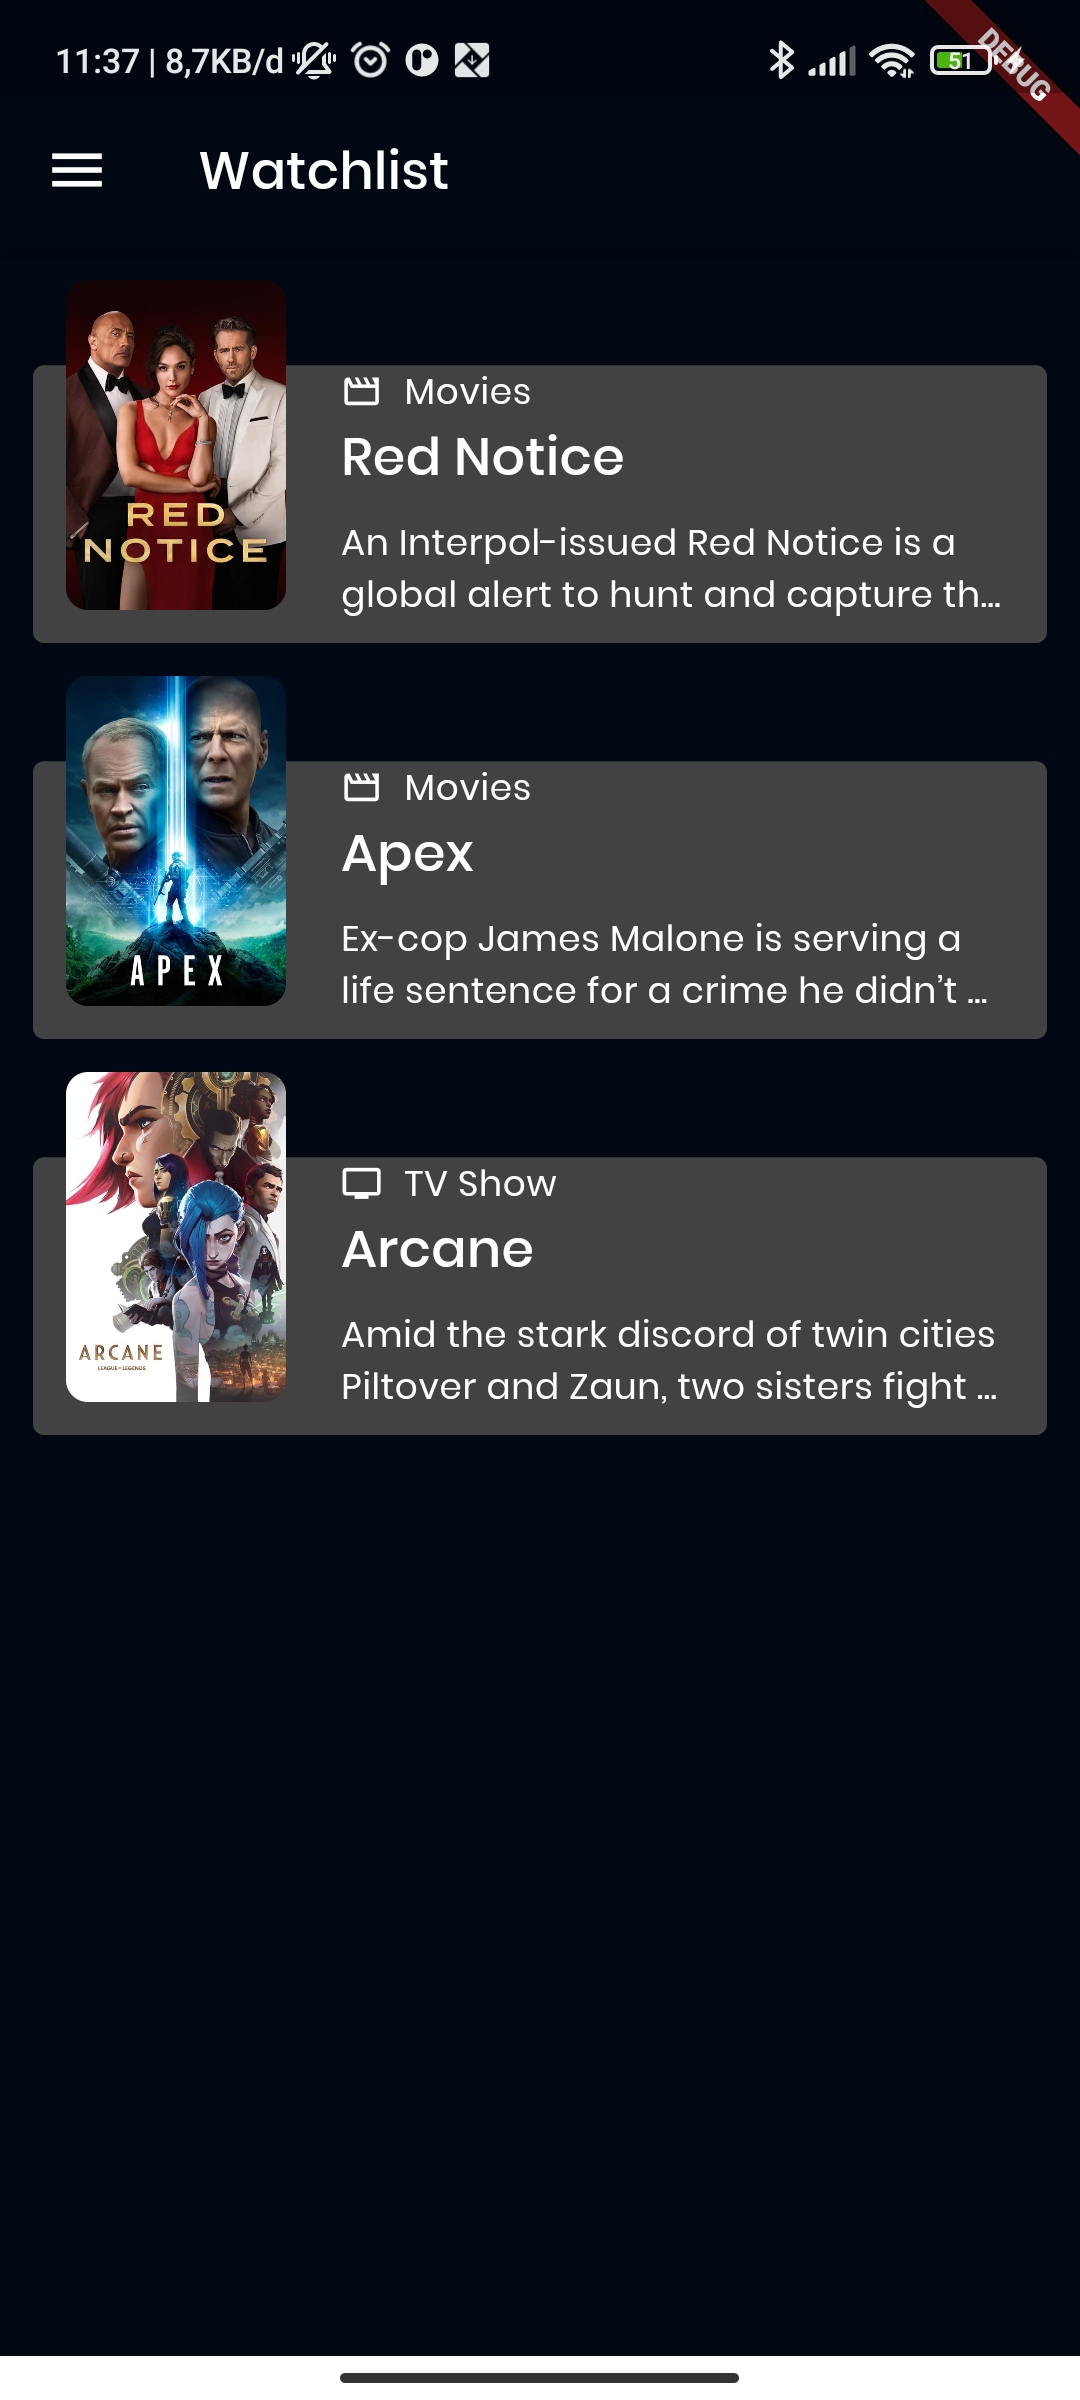 11:37 | 8,7KB/d
51
DEBUG
Watchlist
RED
NOTICE
Movies
Red Notice
An Interpol-issued Red Notice is a
global alert to hunt and capture th...
APEX
Movies
Apex
Ex-cop James Malone is serving a
life sentence for a crime he didn’t ...
ARCANE
LEAGUE OF LEGENDS
TV Show
Arcane
Amid the stark discord of twin cities
Piltover and Zaun, two sisters fight ...